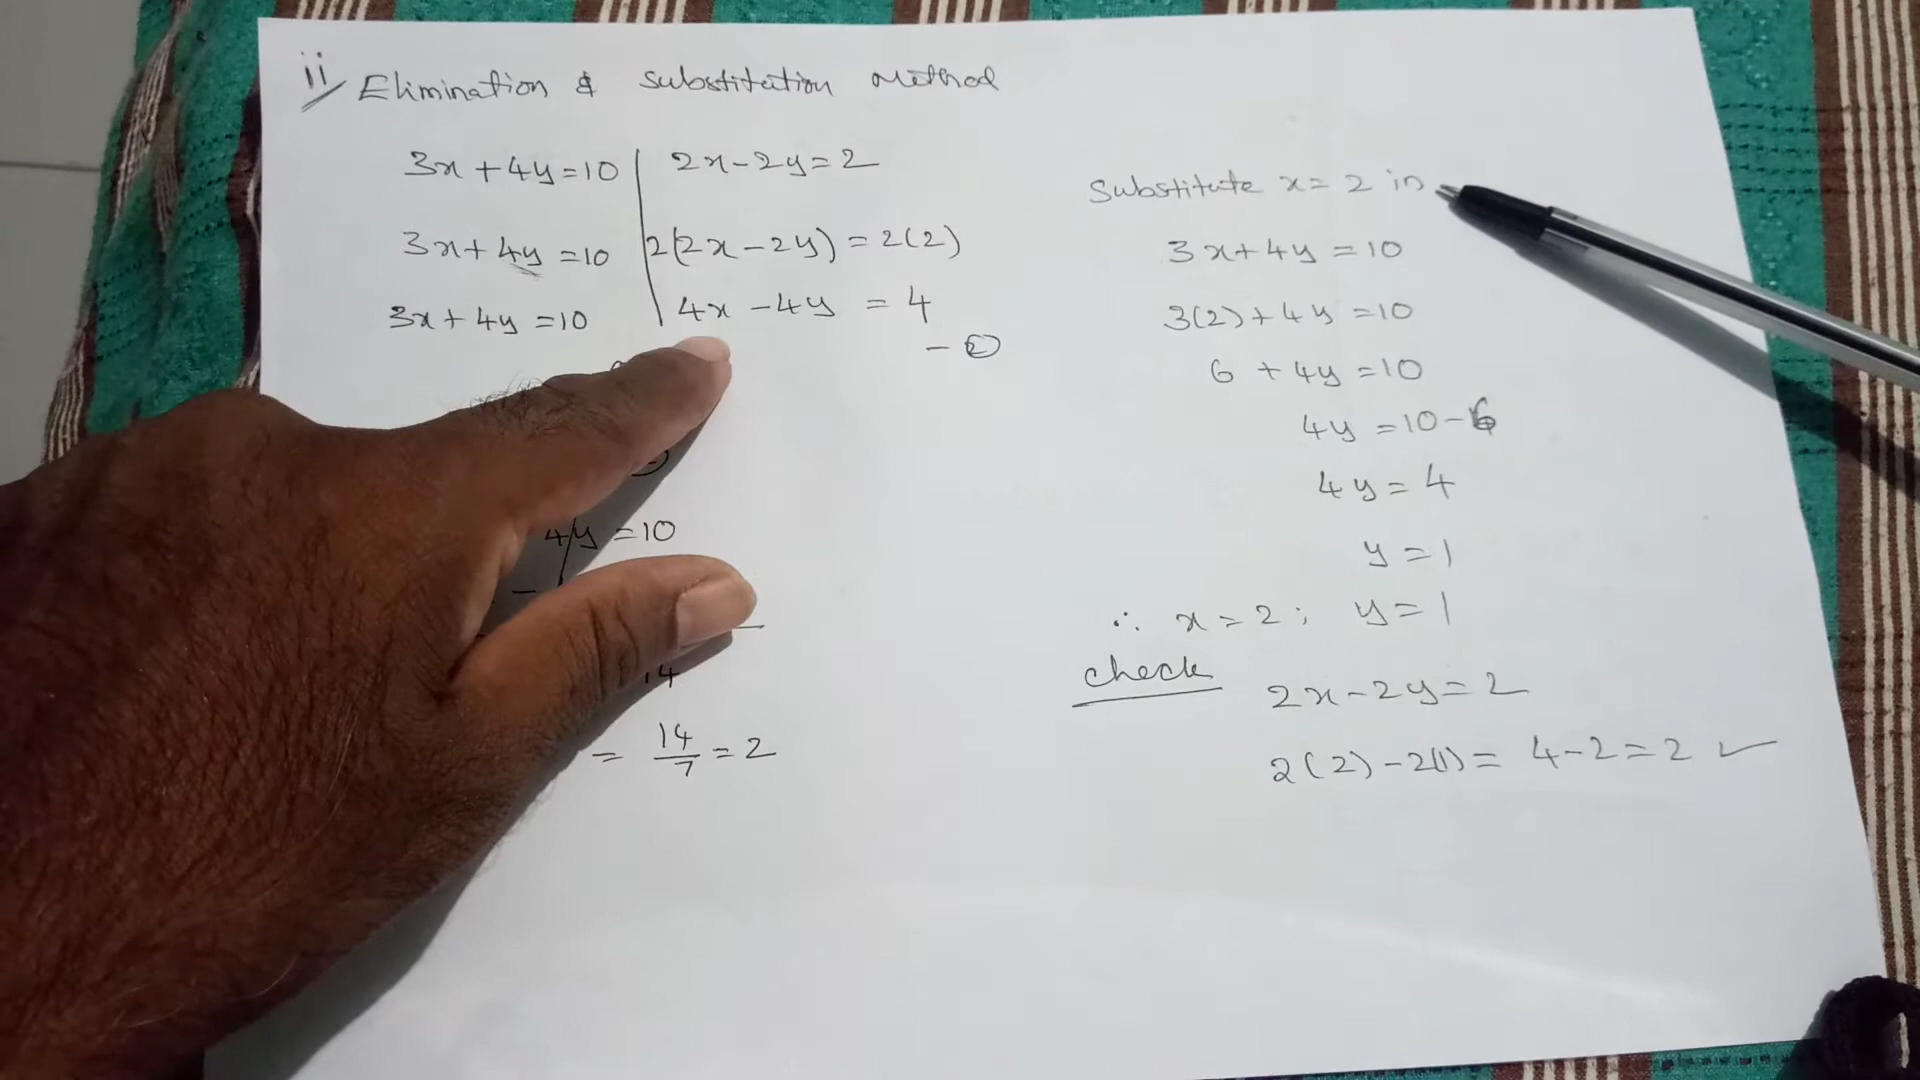 ii Elimination & substitution Method
3x + 4y = 10 | 2x - 2y = 2
3x + 4y = 10 | 2(2x - 2y) = 2(2)
3x + 4y = 10 | 4x - 4y = 4
- ②
4y = 10
14
= 14/7 = 2
Substitute x = 2 in
3x + 4y = 10
3(2) + 4y = 10
6 + 4y = 10
4y = 10 - 6
4y = 4
y = 1
∴ x = 2; y = 1
check
2x - 2y = 2
2(2) - 2(1) = 4 - 2 = 2 ✓